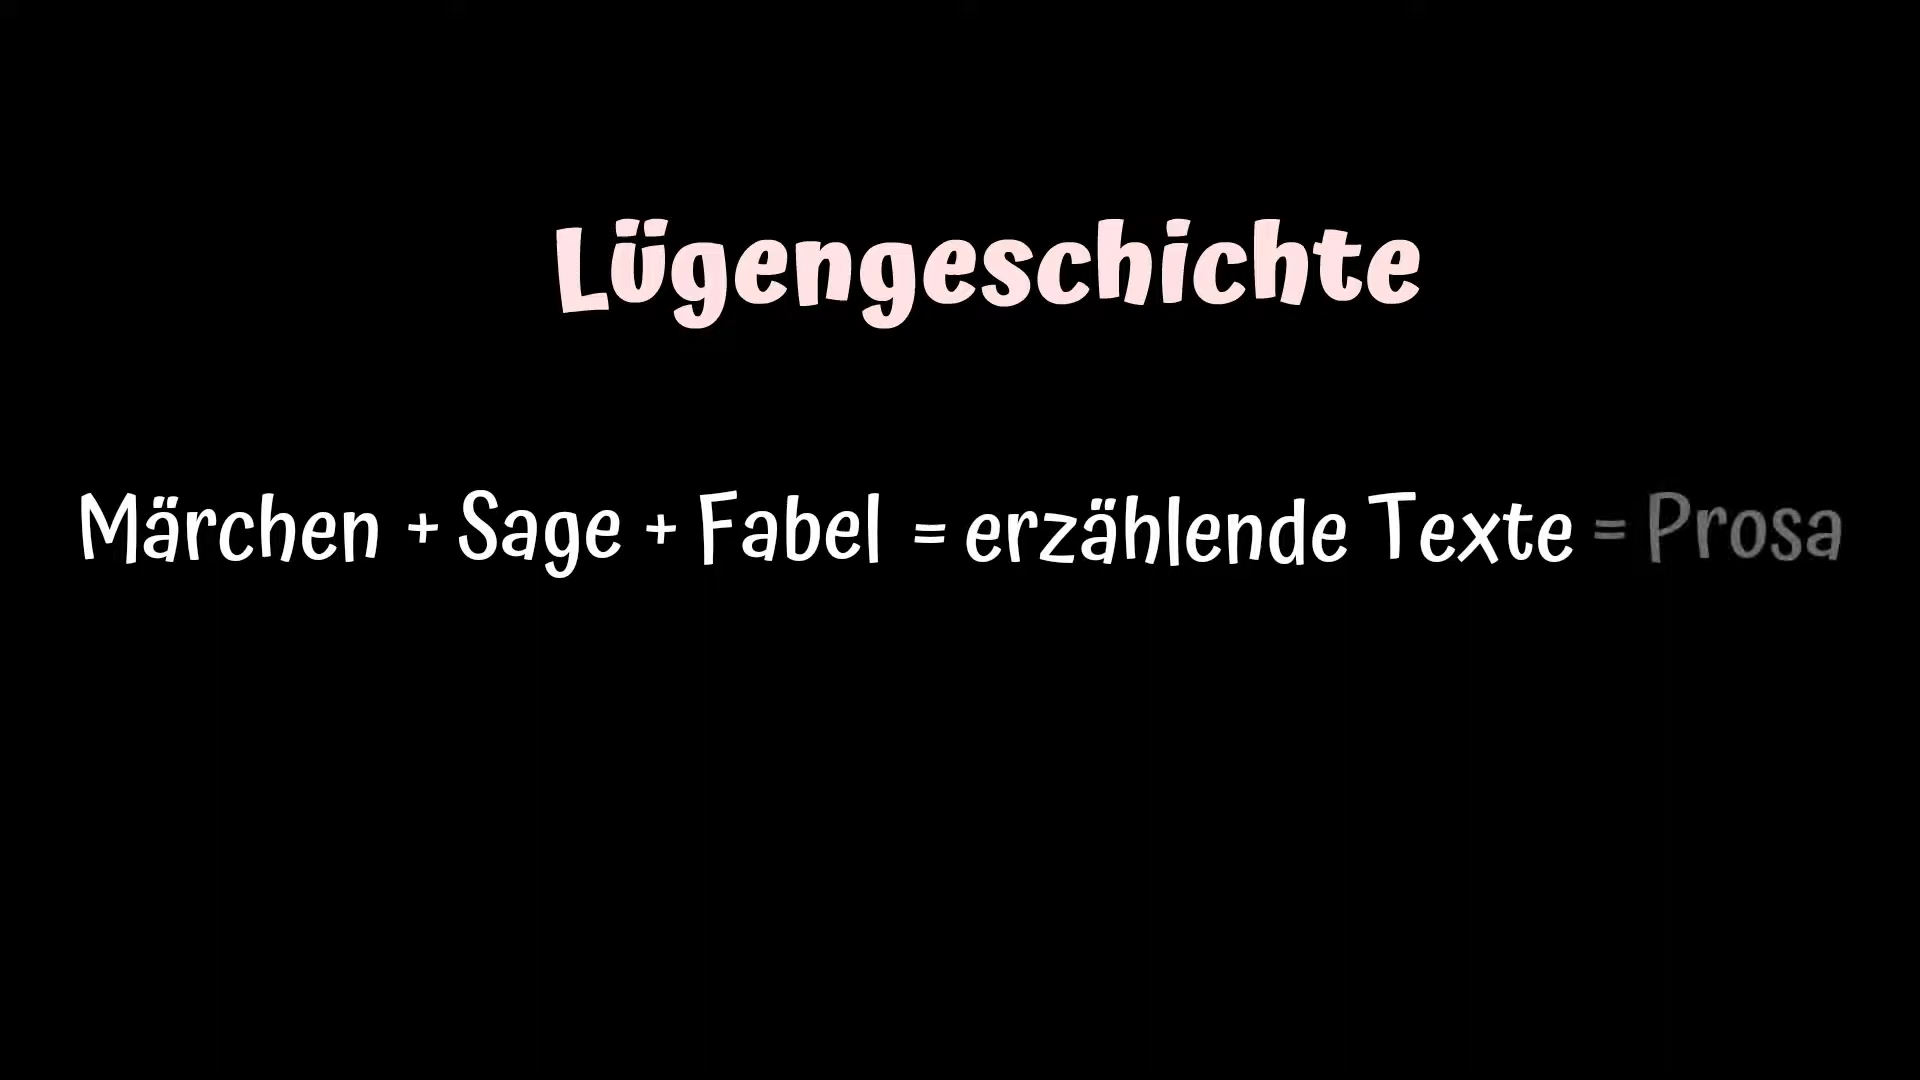 Lügengeschichte
Märchen + Sage + Fabel = erzählende Texte = Prosa